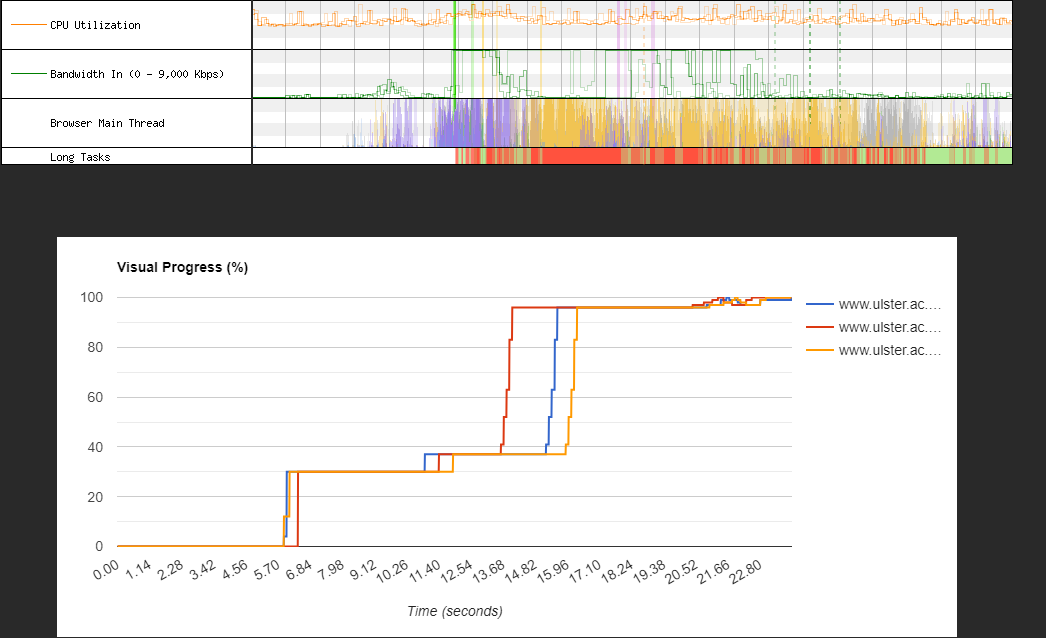 CPU Utilization
Bandwidth In (0 - 9,000 Kbps)
Browser Main Thread
Long Tasks
Visual Progress (%)
100
80
60
40
20
0
www.ulster.ac....
www.ulster.ac....
www.ulster.ac....
0.00 1.14 2.28 3.42 4.56 5.70 6.84 7.98 9.12 10.26 11.40 12.54 13.68 14.82 15.96 17.10 18.24 19.38 20.52 21.66 22.80
Time (seconds)